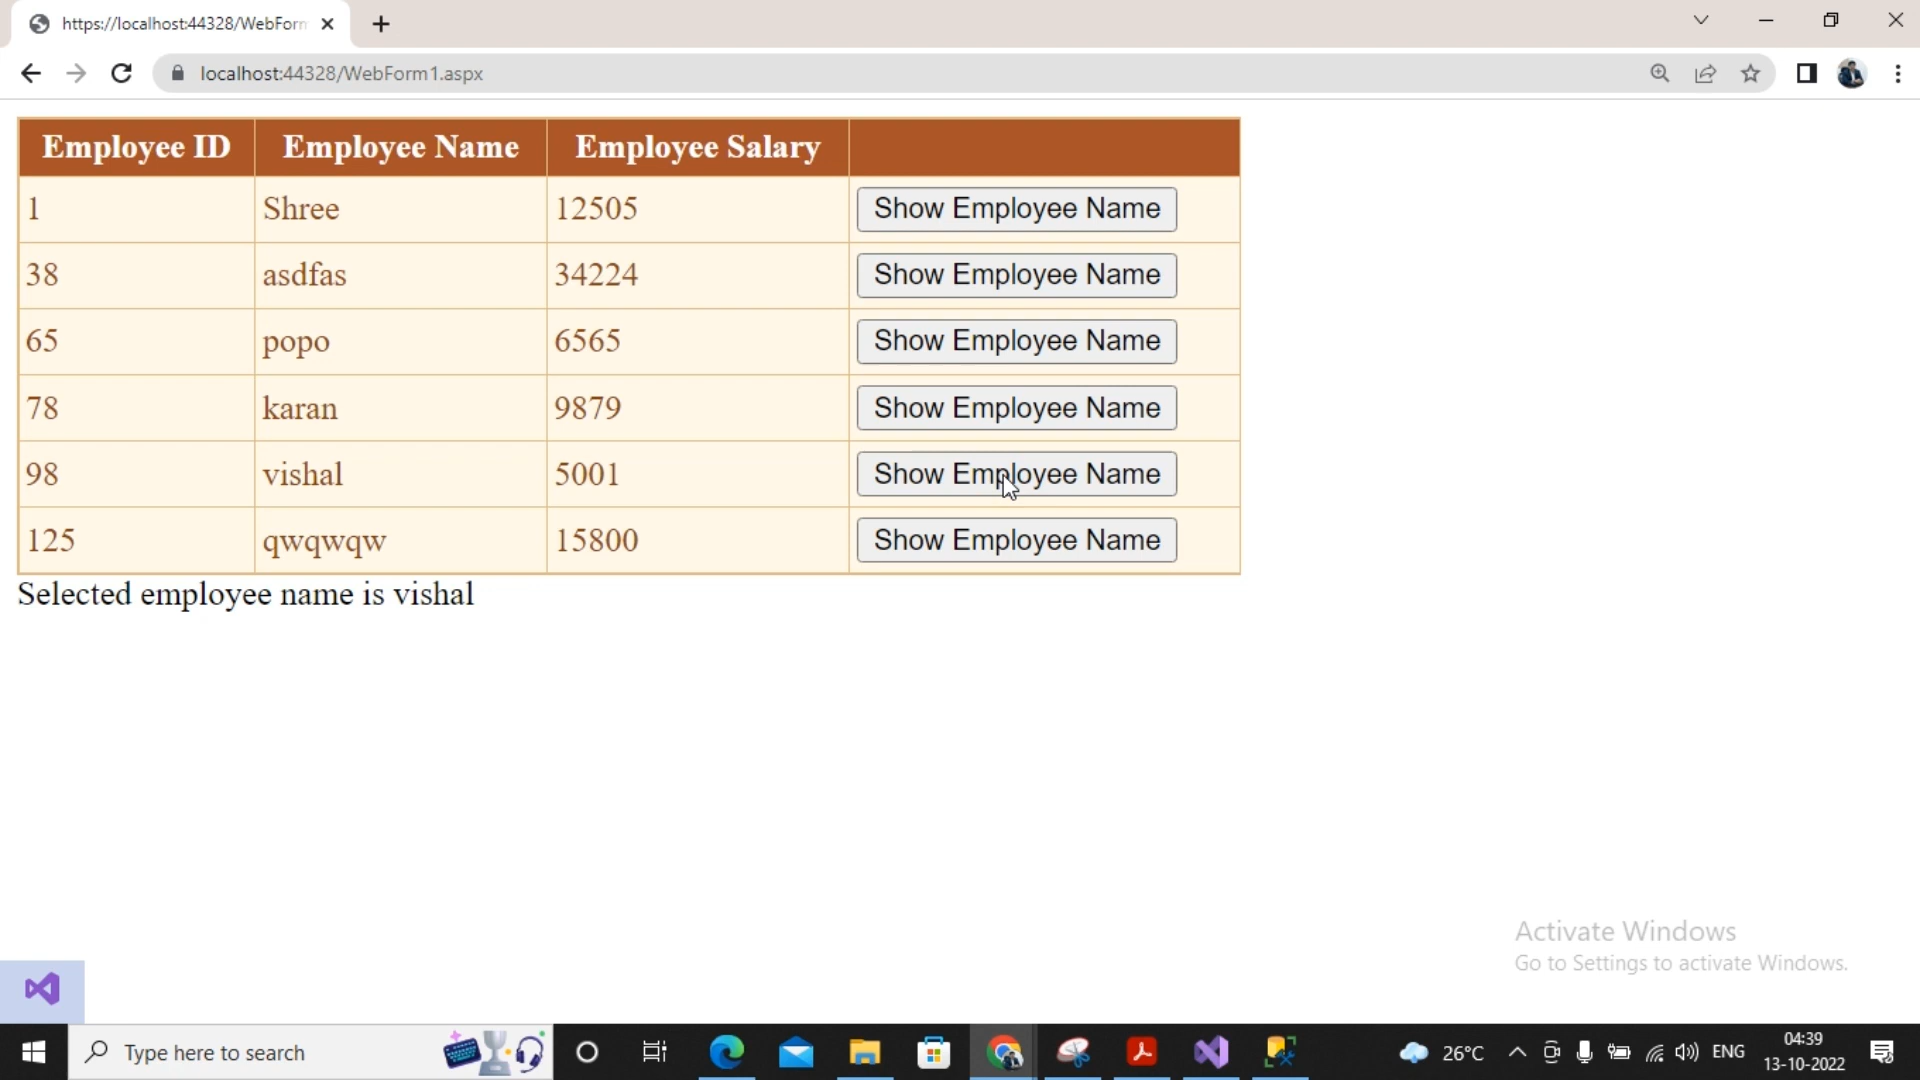 https://localhost:44328/WebForm
localhost:44328/WebForm1.aspx
Employee ID Employee Name Employee Salary
1 Shree 12505 Show Employee Name
38 asdfas 34224 Show Employee Name
65 popo 6565 Show Employee Name
78 karan 9879 Show Employee Name
98 vishal 5001 Show Employee Name
125 qwqwqw 15800 Show Employee Name
Selected employee name is vishal
Activate Windows
Go to Settings to activate Windows.
Type here to search
26°C
ENG
04:39
13-10-2022